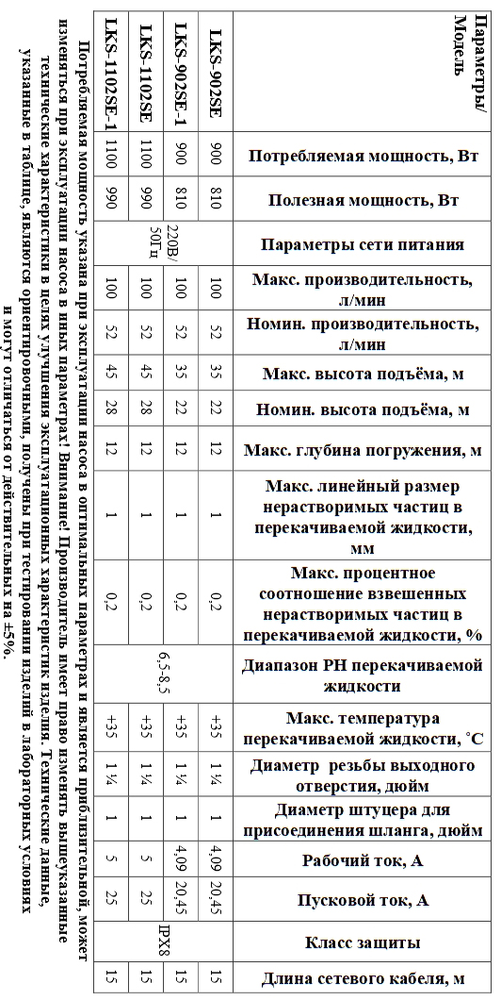 Параметры/
Модель
LKS-902SE
LKS-902SE-1
LKS-1102SE
LKS-1102SE-1
Потребляемая мощность, Вт
900
900
1100
1100
Полезная мощность, Вт
810
810
990
990
Параметры сети питания
220В/
50Гц
Макс. производительность,
л/мин
100
100
100
100
Номин. производительность,
л/мин
52
52
52
52
Макс. высота подъёма, м
35
35
45
45
Номин. высота подъёма, м
22
22
28
28
Макс. глубина погружения, м
12
12
12
12
Макс. линейный размер
нерастворимых частиц в
перекачиваемой жидкости,
мм
1
1
1
1
Макс. процентное
соотношение взвешенных
нерастворимых частиц в
перекачиваемой жидкости, %
0,2
0,2
0,2
0,2
Диапазон РН перекачиваемой
жидкости
6,5-8,5
Макс. температура
перекачиваемой жидкости, ˚С
+35
+35
+35
+35
Диаметр резьбы выходного
отверстия, дюйм
1 ¼
1 ¼
1 ¼
1 ¼
Диаметр штуцера для
присоединения шланга, дюйм
1
1
1
1
Рабочий ток, А
4,09
4,09
5
5
Пусковой ток, А
20,45
20,45
25
25
Класс защиты
IPX8
Длина сетевого кабеля, м
15
15
15
15
Потребляемая мощность указана при эксплуатации насоса в оптимальных параметрах и является приблизительной, может
изменяться при эксплуатации насоса в иных параметрах! Внимание! Производитель имеет право изменять вышеуказанные
технические характеристики в целях улучшения эксплуатационных характеристик изделия. Технические данные,
указанные в таблице, являются ориентировочными, получены при тестировании изделий в лабораторных условиях
и могут отличаться от действительных на ±5%.